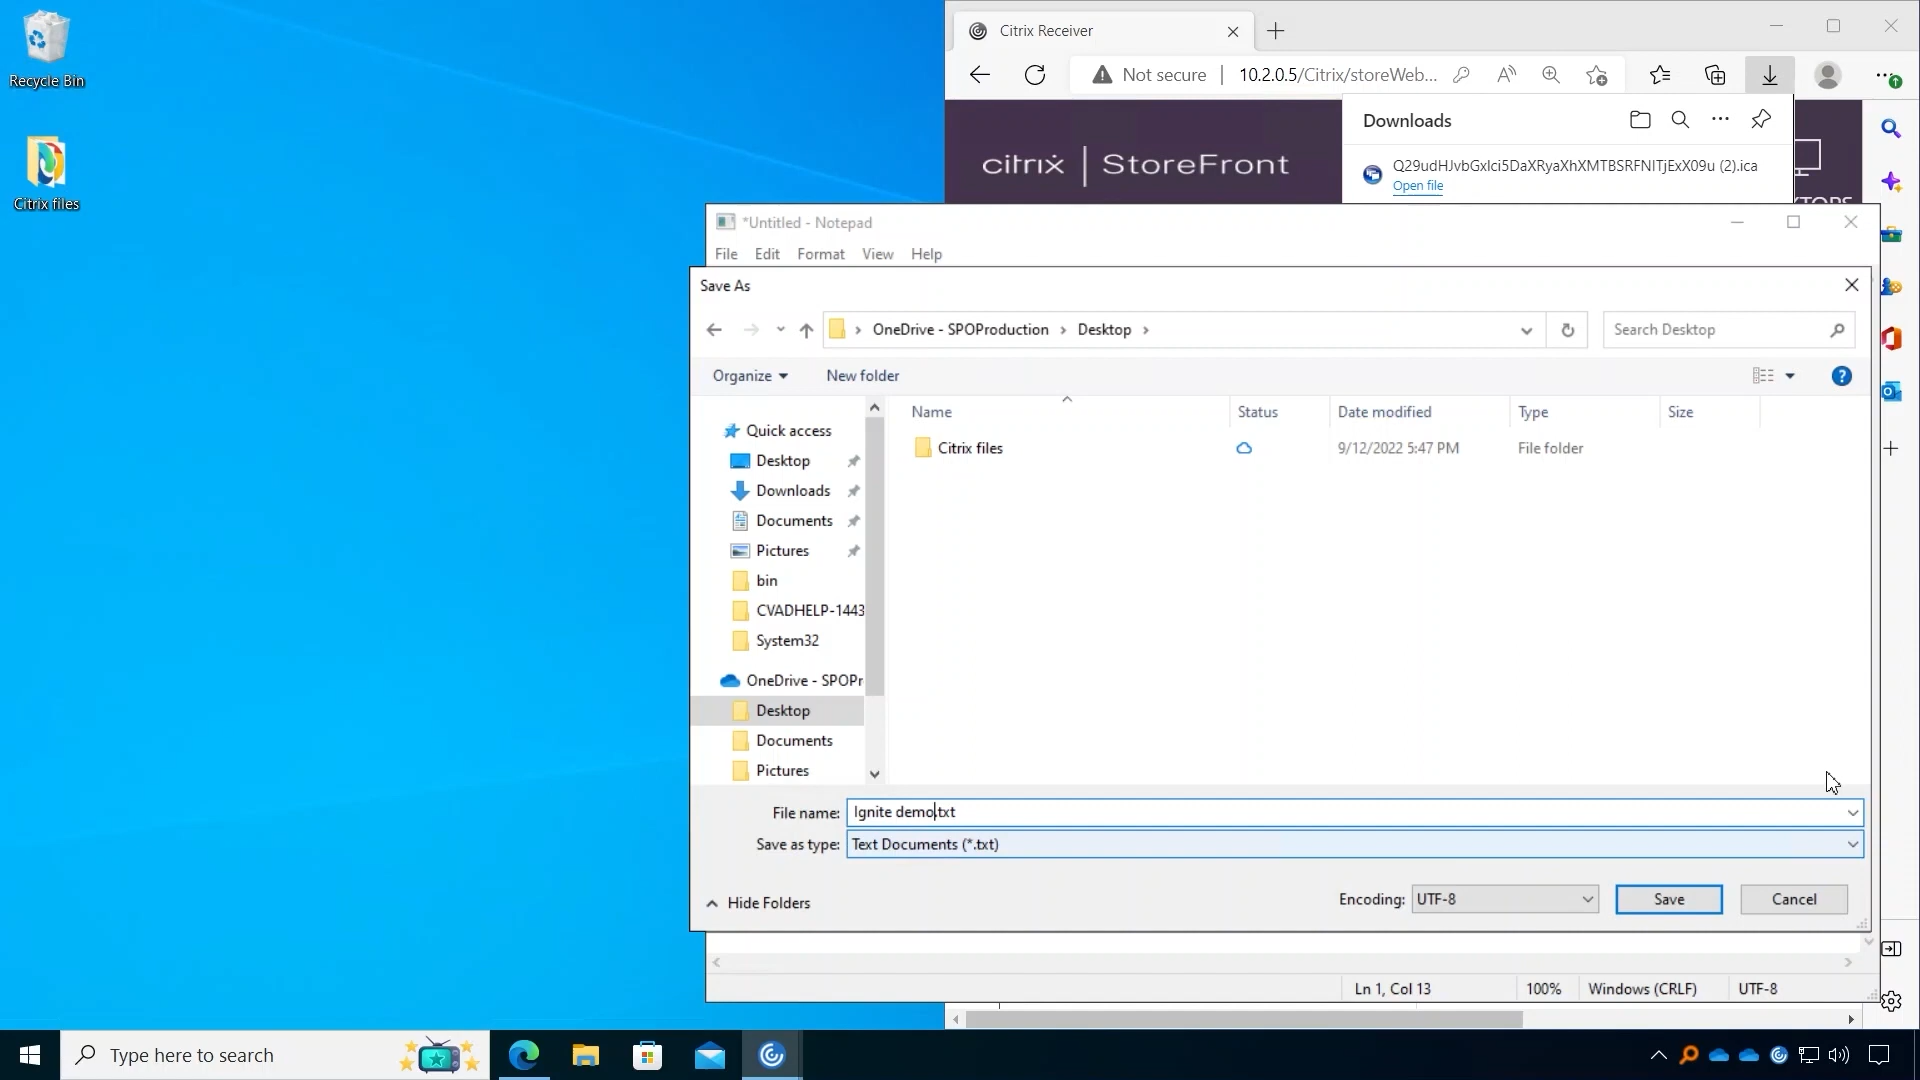 Recycle Bin
Citrix files
Citrix Receiver
Not secure
10.2.0.5/Citrix/storeWeb...
Downloads
citrix | StoreFront
Q29udHJvbGxlci5DaXRyaXhXMTBSRFNITjExX09u (2).ica
Open file
*Untitled - Notepad
File Edit Format View Help
Save As
OneDrive - SPOProduction > Desktop >
Search Desktop
Organize
New folder
Name Status Date modified Type Size
Citrix files 9/12/2022 5:47 PM File folder
Quick access
Desktop
Downloads
Documents
Pictures
bin
CVADHELP-1443
System32
OneDrive - SPOPr
Desktop
Documents
Pictures
File name: Ignite demo.txt
Save as type: Text Documents (*.txt)
Hide Folders
Encoding: UTF-8
Save
Cancel
Ln 1, Col 13 100% Windows (CRLF) UTF-8
Type here to search